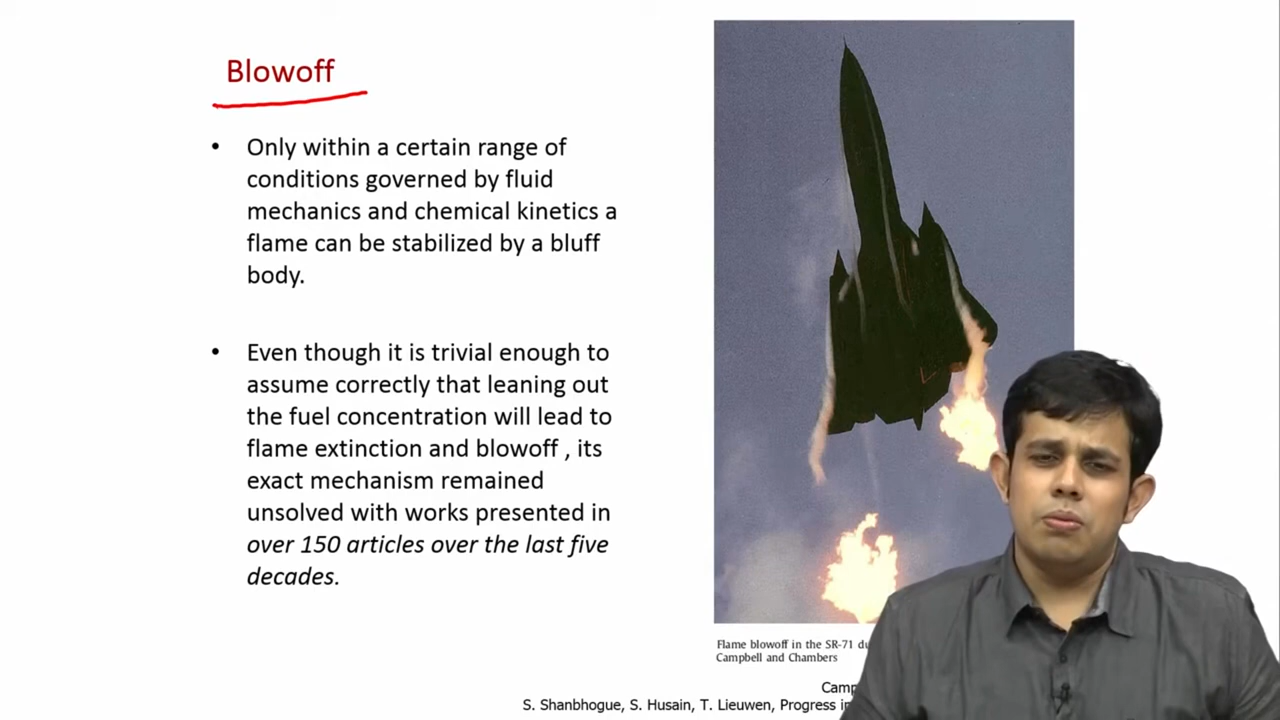 Blowoff
• Only within a certain range of
conditions governed by fluid
mechanics and chemical kinetics a
flame can be stabilized by a bluff
body.
• Even though it is trivial enough to
assume correctly that leaning out
the fuel concentration will lead to
flame extinction and blowoff , its
exact mechanism remained
unsolved with works presented in
over 150 articles over the last five
decades.
Flame blowoff in the SR-71
Campbell and Chambers
S. Shanbhogue, S. Husain, T. Lieuwen, Progress